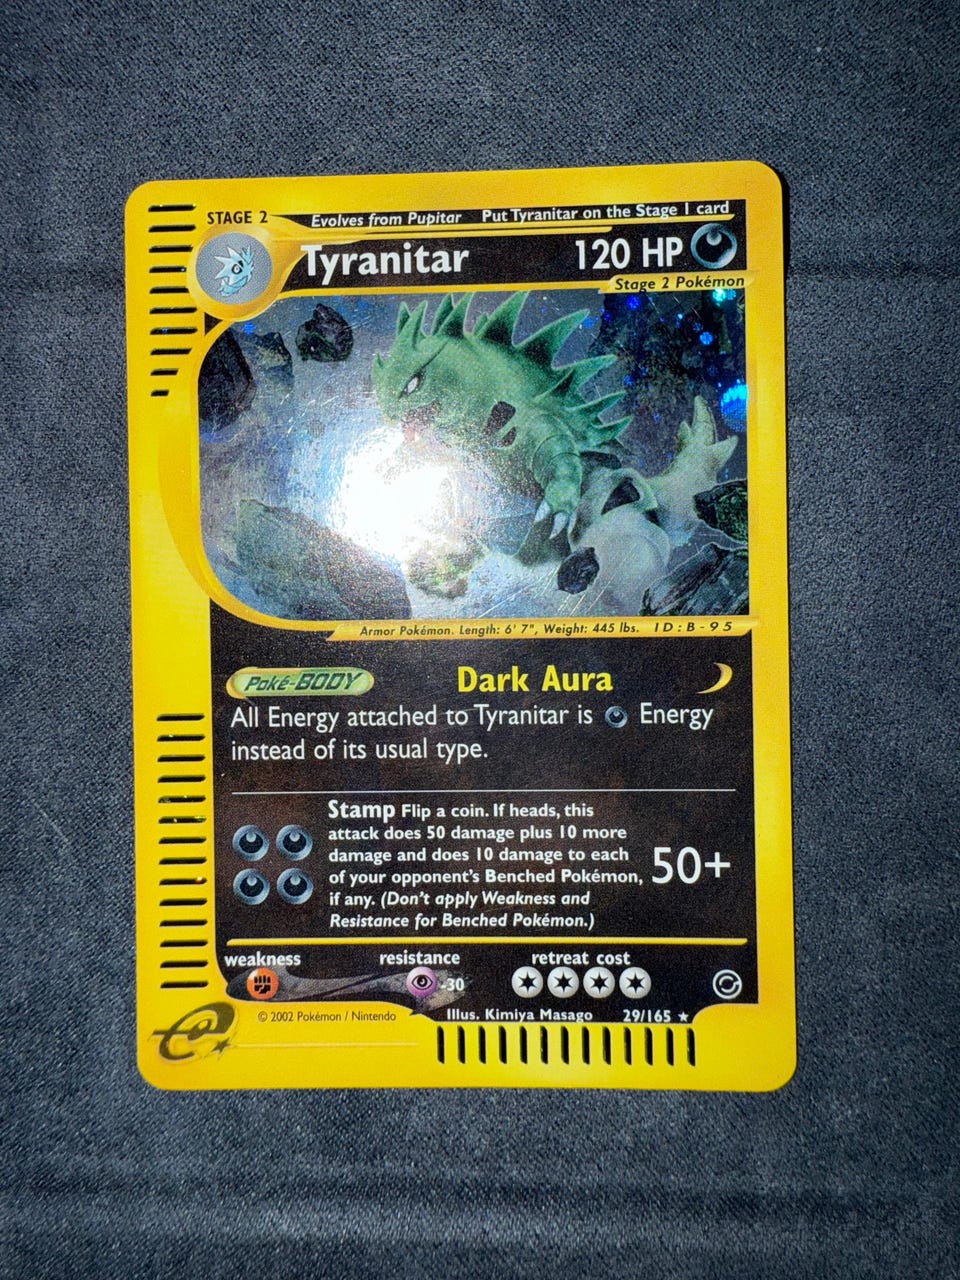 STAGE 2 Evolves from Pupitar Put Tyranitar on the Stage 1 card
Tyranitar 120 HP
Stage 2 Pokémon
Armor Pokémon. Length: 6' 7", Weight: 445 lbs. ID:B-95
Poké-BODY Dark Aura
All Energy attached to Tyranitar is Energy
instead of its usual type.
Stamp Flip a coin. If heads, this
attack does 50 damage plus 10 more
damage and does 10 damage to each
of your opponent's Benched Pokémon,
if any. (Don't apply Weakness and
Resistance for Benched Pokémon.)
50+
weakness resistance retreat cost
-30
© 2002 Pokémon / Nintendo Illus. Kimiya Masago 29/165 ★
e